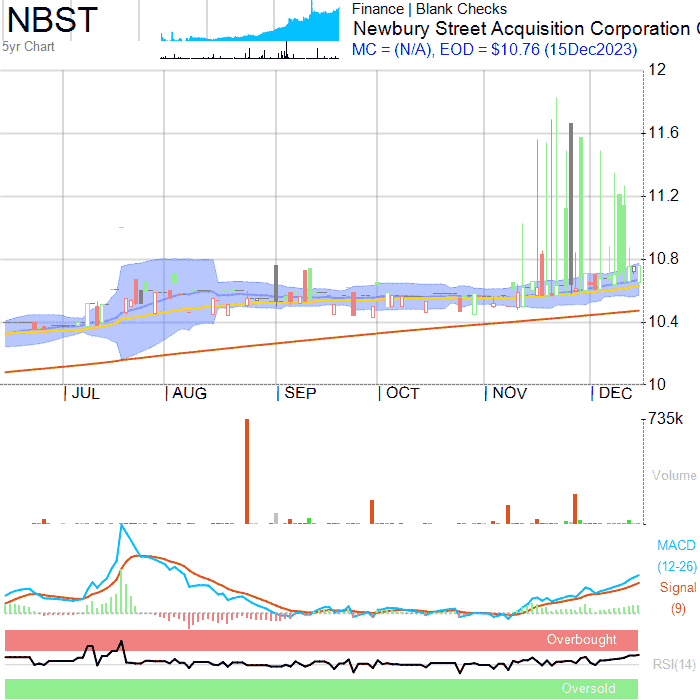 NBST
5yr Chart
Finance | Blank Checks
Newbury Street Acquisition Corporation C
MC = (N/A), EOD = $10.76 (15Dec2023)
12
11.6
11.2
10.8
10.4
10
JUL AUG SEP OCT NOV DEC
735k
Volume
MACD
(12-26)
Signal
(9)
Overbought
RSI(14)
Oversold